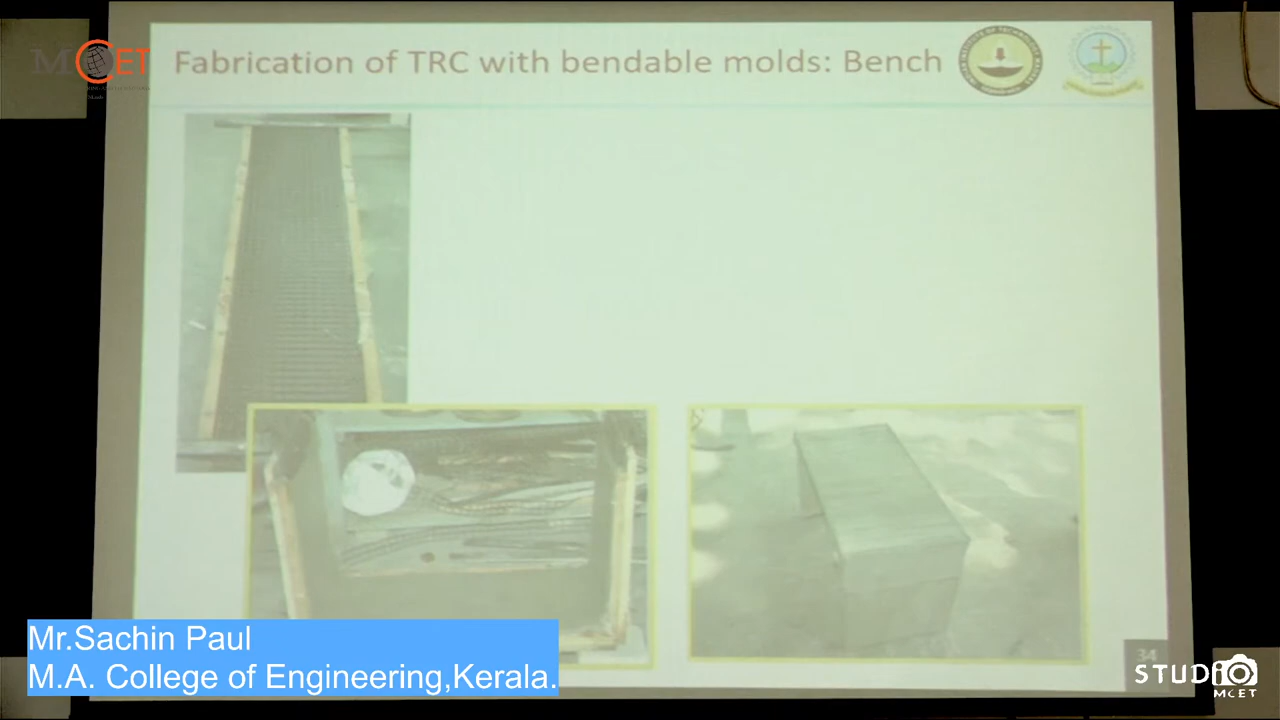 MCET
Fabrication of TRC with bendable molds: Bench
Mr.Sachin Paul
M.A. College of Engineering,Kerala.
34
STUDIO
MCET